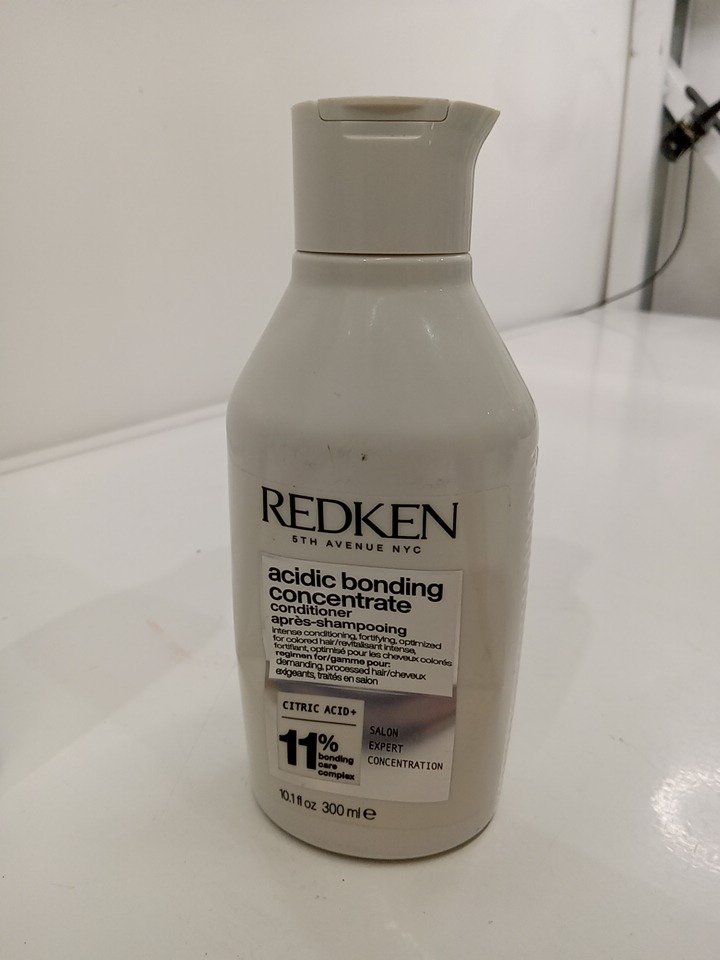 REDKEN
5TH AVENUE NYC
acidic bonding
concentrate
conditioner
après-shampooing
intense conditioning, fortifying, optimized
for colored hair/revitalisant intense,
fortifiant, optimisé pour les cheveux colorés
regimen for/gamme pour:
demanding, processed hair/cheveux
exigeants, traités en salon
CITRIC ACID+
11%
bonding
care
complex
SALON
EXPERT
CONCENTRATION
10.1 fl oz 300 ml e